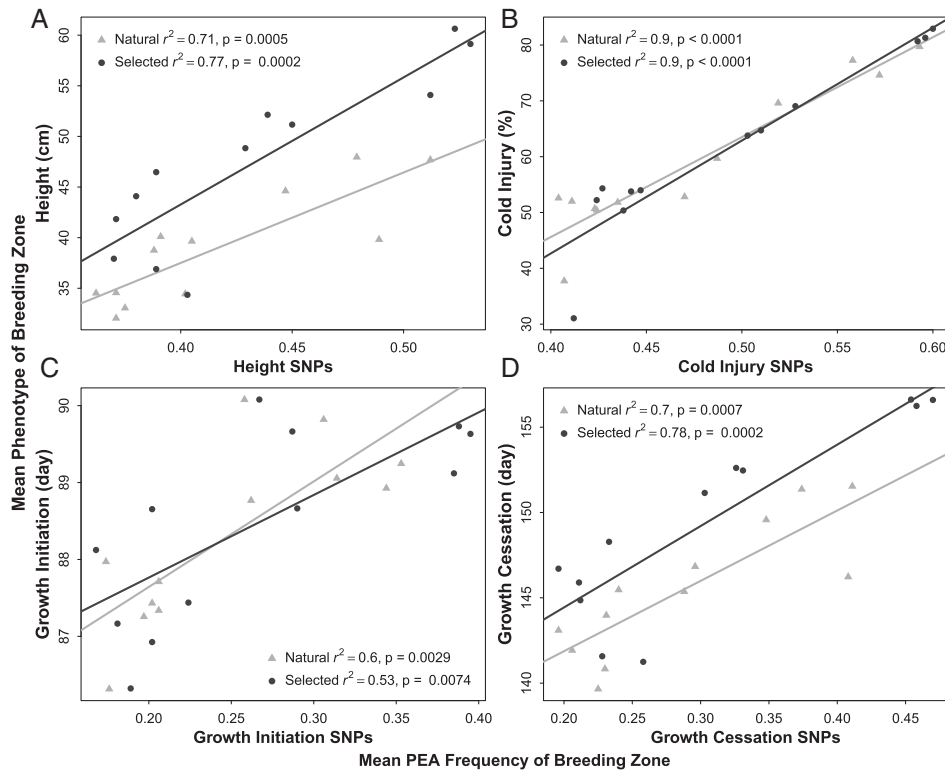 A
Natural r² = 0.71, p = 0.0005
Selected r² = 0.77, p = 0.0002
Height (cm)
60
55
50
45
40
35
0.40
0.45
0.50
Height SNPs
B
Natural r² = 0.9, p < 0.0001
Selected r² = 0.9, p < 0.0001
Cold Injury (%)
80
70
60
50
40
30
0.40
0.45
0.50
0.55
0.60
Cold Injury SNPs
Mean Phenotype of Breeding Zone
C
Natural r² = 0.6, p = 0.0029
Selected r² = 0.53, p = 0.0074
Growth Initiation (day)
90
89
88
87
0.20
0.25
0.30
0.35
0.40
Growth Initiation SNPs
D
Natural r² = 0.7, p = 0.0007
Selected r² = 0.78, p = 0.0002
Growth Cessation (day)
155
150
145
140
0.20
0.25
0.30
0.35
0.40
0.45
Growth Cessation SNPs
Mean PEA Frequency of Breeding Zone